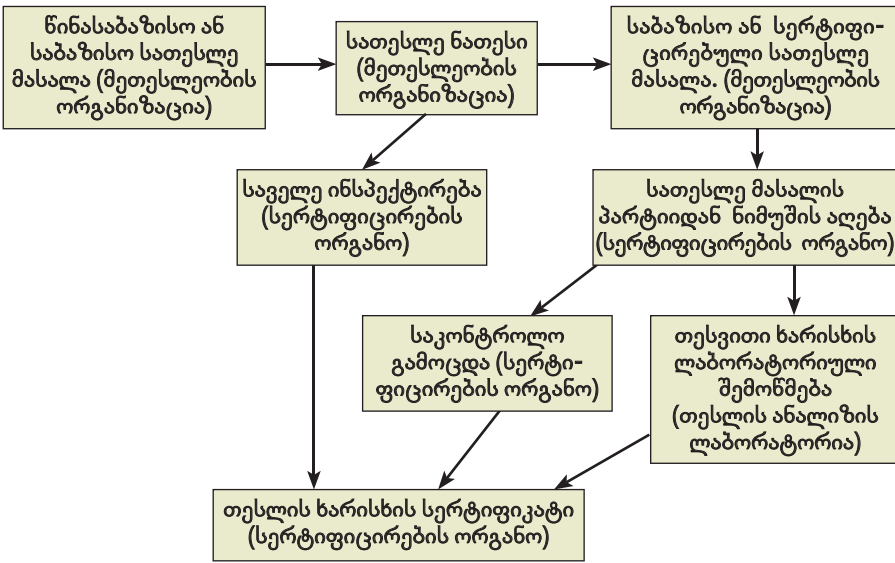 წინასაბაზისო ან
საბაზისო სათესლე
მასალა (მეთესლეობის
ორგანიზაცია)
სათესლე ნათესი
(მეთესლეობის
ორგანიზაცია)
საბაზისო ან სერტიფი-
ცირებული სათესლე
მასალა. (მეთესლეობის
ორგანიზაცია)
საველე ინსპექტირება
(სერტიფიცირების
ორგანო)
სათესლე მასალის
პარტიიდან ნიმუშის აღება
(სერტიფიცირების ორგანო)
საკონტროლო
გამოცდა (სერტი-
ფიცირების ორგანო)
თესვითი ხარისხის
ლაბორატორიული
შემოწმება
(თესლის ანალიზის
ლაბორატორია)
თესლის ხარისხის სერტიფიკატი
(სერტიფიცირების ორგანო)